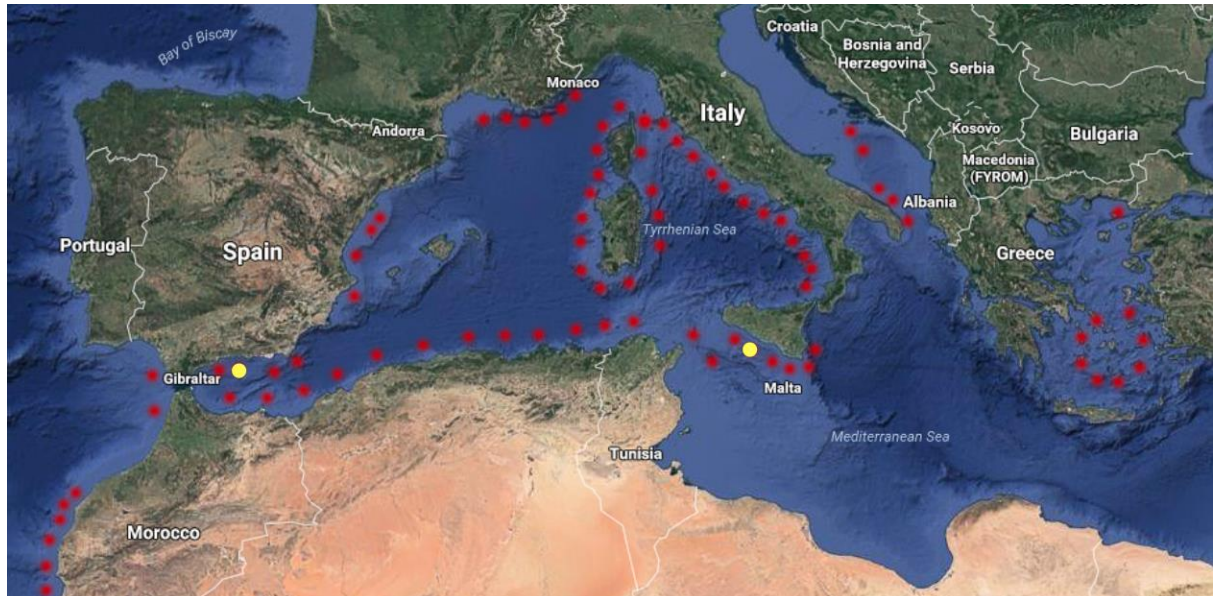 Croatia
Bay of Biscay
Bosnia and
Herzegovina
Serbia
Monaco
Italy
Andorra
Kosovo
Bulgaria
Macedonia
(FYROM)
Albania
Portugal
Spain
Tyrrhenian Sea
Greece
Gibraltar
Malta
Mediterranean Sea
Tunisia
Morocco